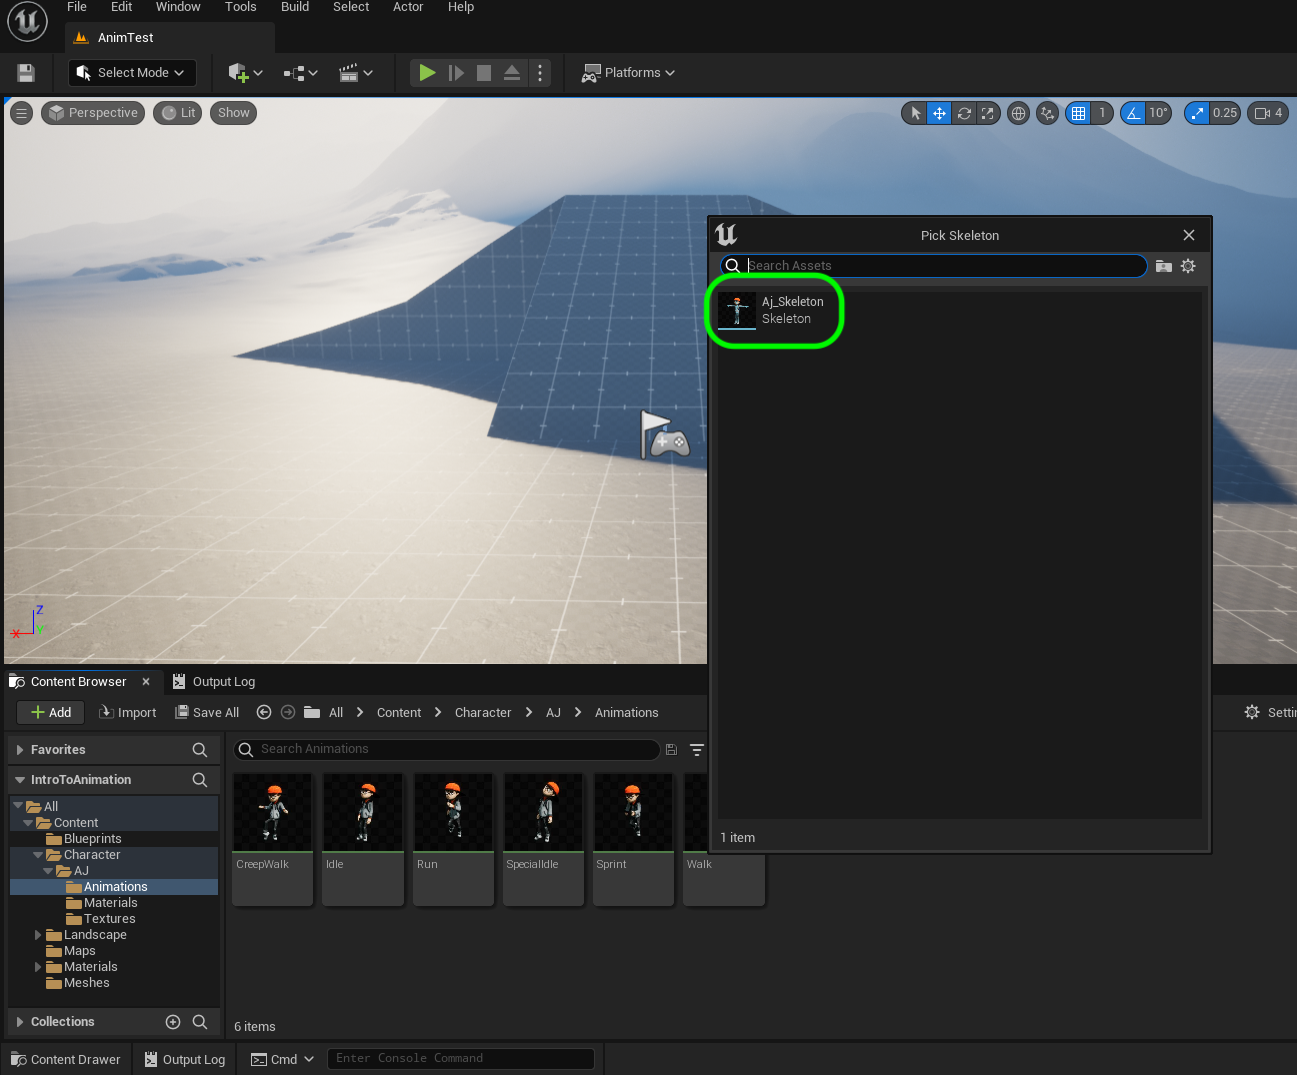 File Edit Window Tools Build Select Actor Help
AnimTest
Select Mode Platforms
Perspective Lit Show 1 10° 0.25 4
Pick Skeleton
Search Assets
Aj_Skeleton
Skeleton
1 item
Z
X Y
Content Browser Output Log
Add Import Save All All Content Character AJ Animations
Favorites
Search Animations
IntroToAnimation
All
Content
Blueprints
Character
AJ
Animations
Materials
Textures
Landscape
Maps
Materials
Meshes
CreepWalk Idle Run SpecialIdle Sprint Walk
Collections
6 items
Content Drawer Output Log Cmd Enter Console Command